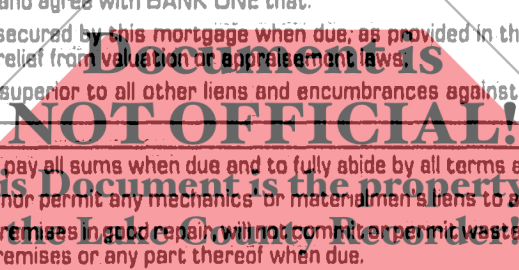 and agree with BANK ONE that:
secured by this mortgage when due, as provided in th
relief from valuation or appraisement laws;
Document is
superior to all other liens and encumbrances against
NOT OFFICIAL!
pay all sums when due and to fully abide by all terms a
is Document is the property
nor permit any mechanics' or materialmen's liens to a
remises in good repair, will not commit or permit waste
the Lake County Recorder!
remises or any part thereof when due.